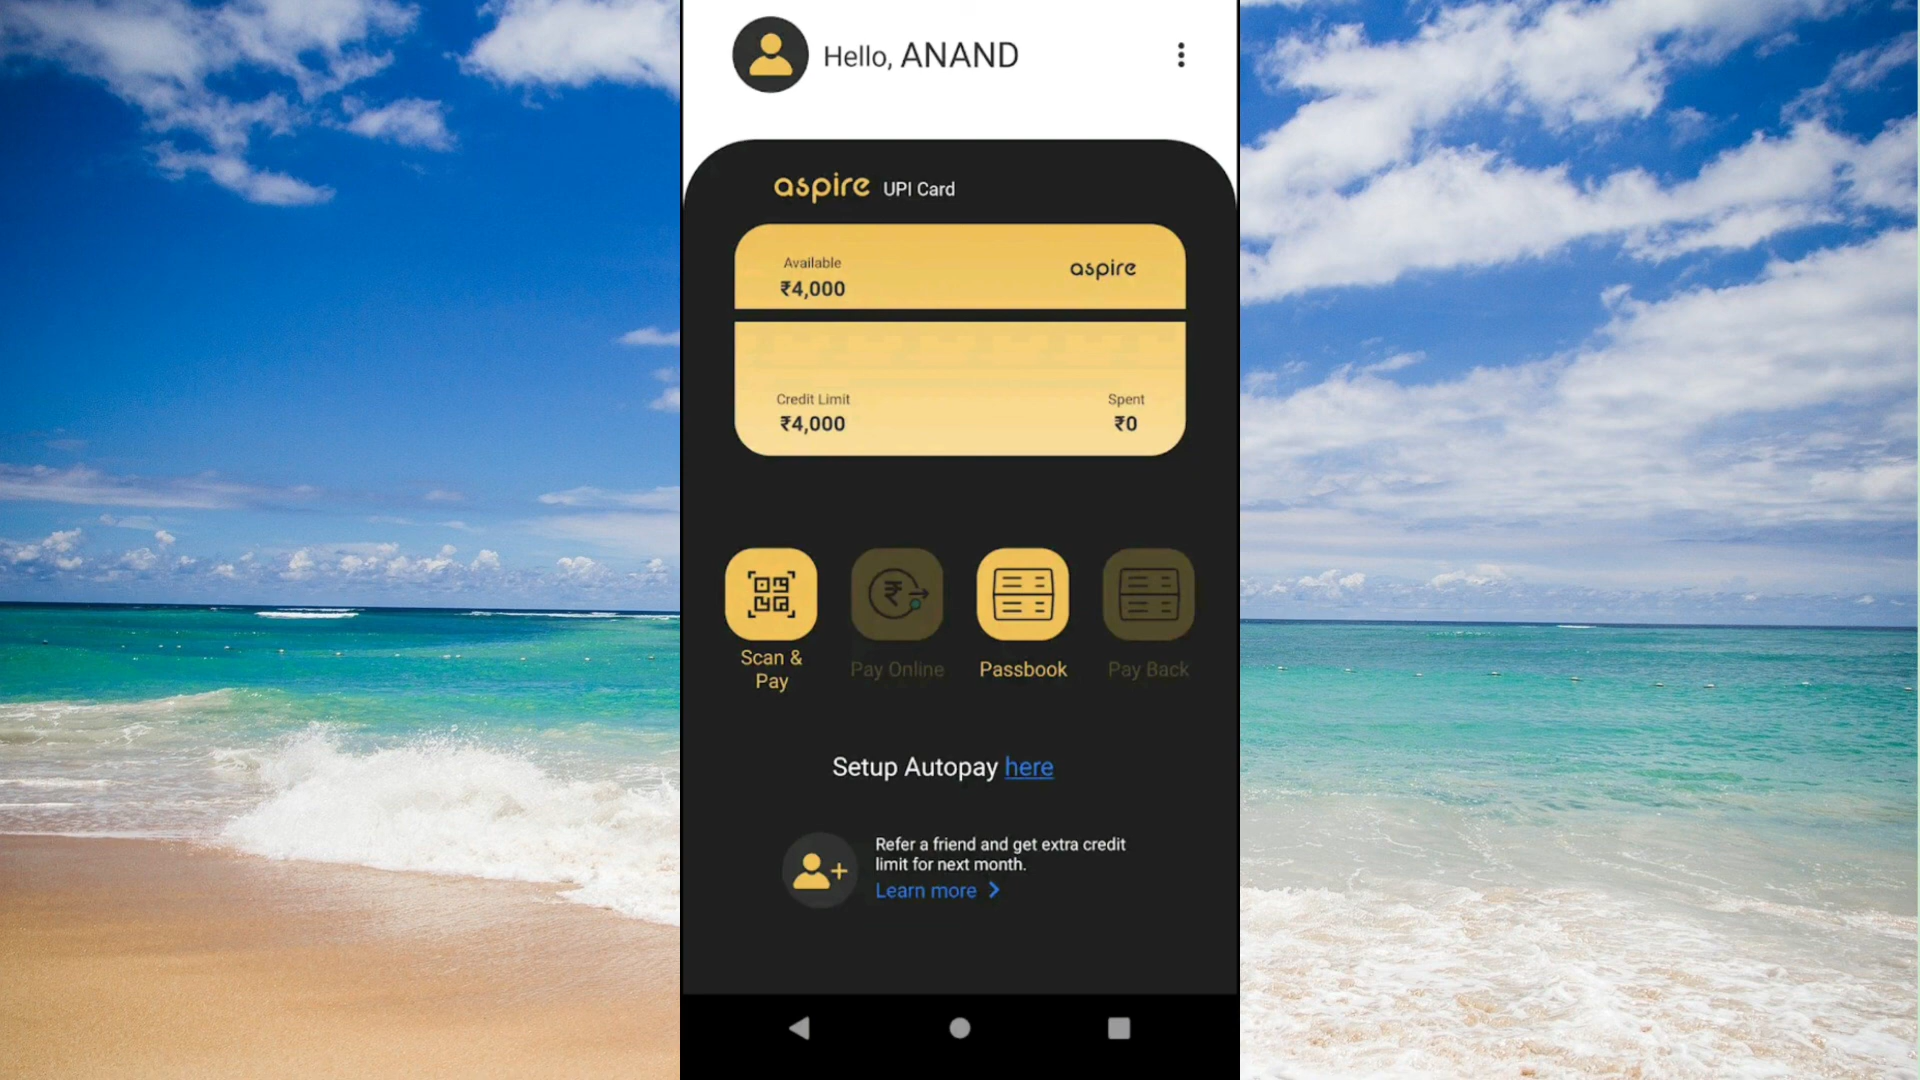 Hello, ANAND
aspire UPI Card
Available
₹4,000
aspire
Credit Limit
₹4,000
Spent
₹0
Scan &
Pay
Pay Online
Passbook
Pay Back
Setup Autopay here
Refer a friend and get extra credit
limit for next month.
Learn more